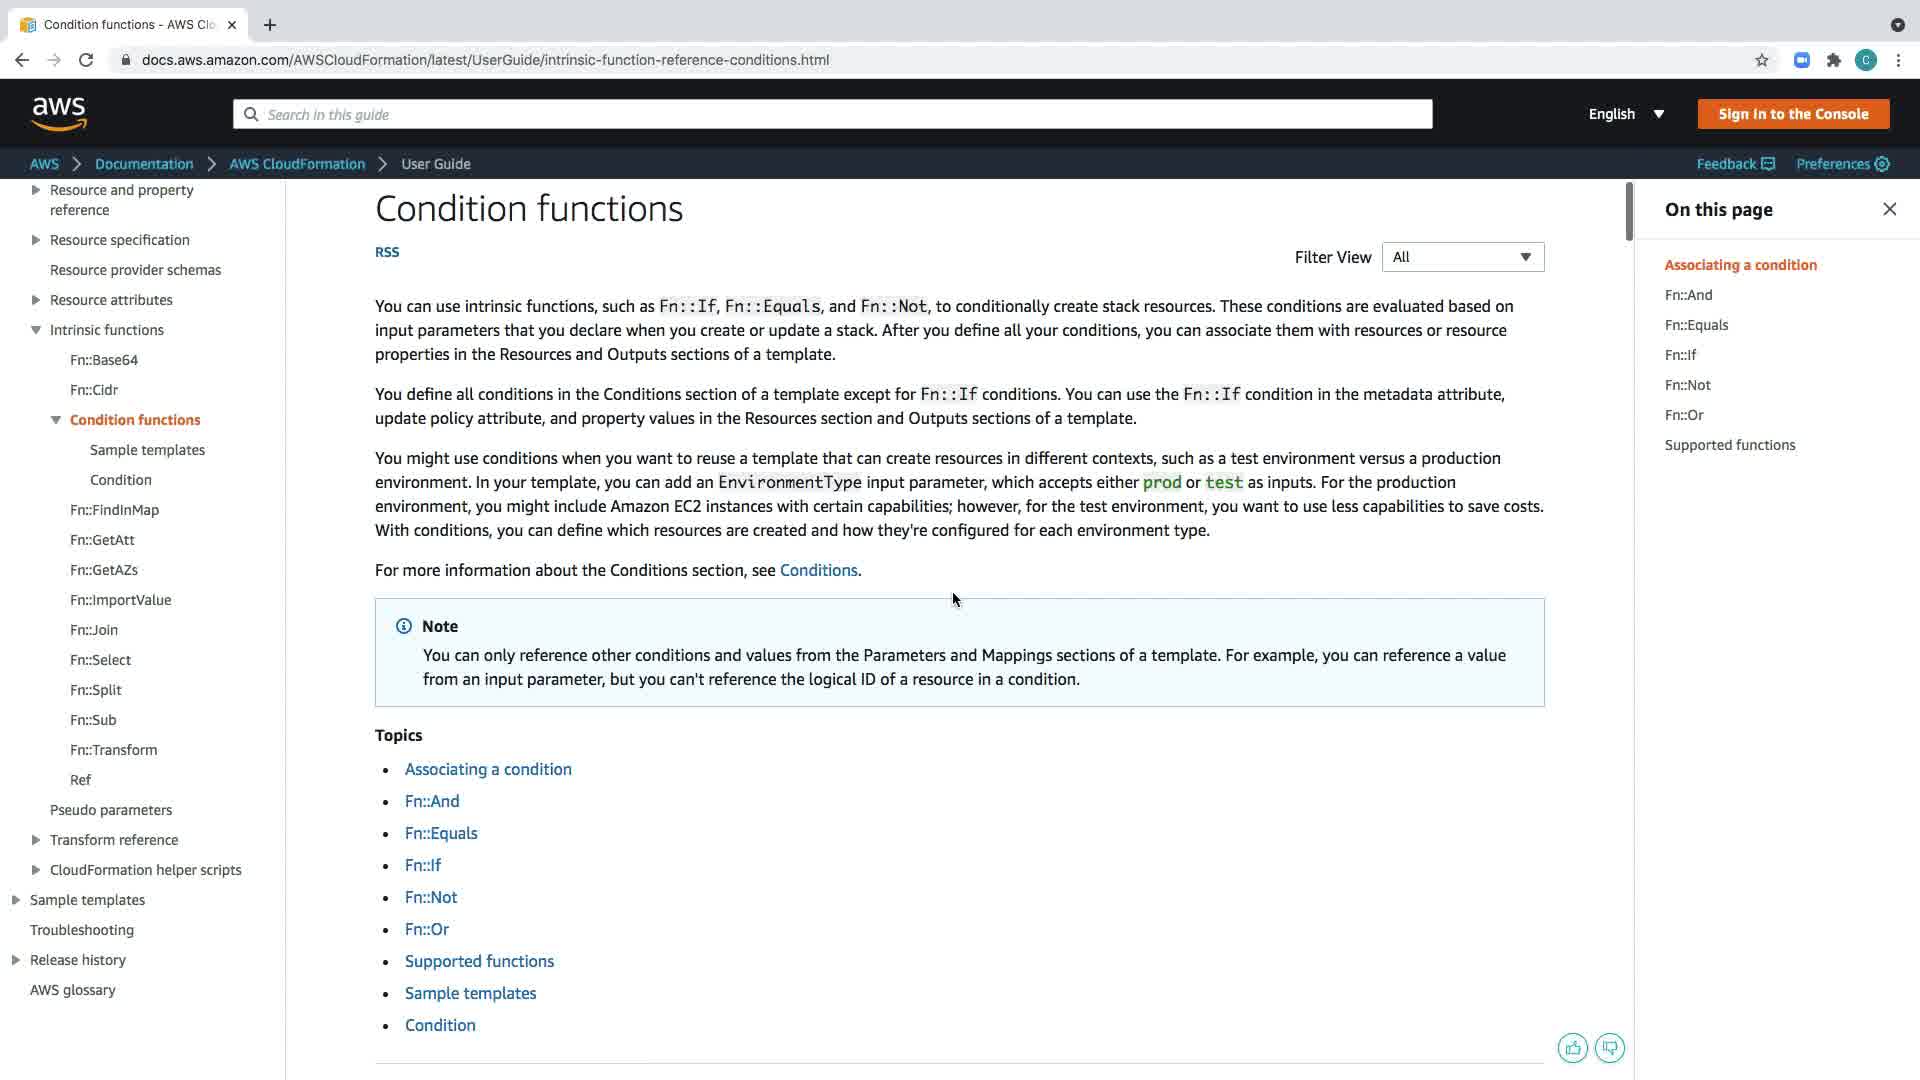 Condition functions - AWS Clo
docs.aws.amazon.com/AWSCloudFormation/latest/UserGuide/intrinsic-function-reference-conditions.html
C
aws
Search in this guide
English
Sign In to the Console
AWS
Documentation
AWS CloudFormation
User Guide
Feedback
Preferences
Resource and property
reference
Resource specification
Resource provider schemas
Resource attributes
Intrinsic functions
Fn::Base64
Fn::Cidr
Condition functions
Sample templates
Condition
Fn::FindInMap
Fn::GetAtt
Fn::GetAZs
Fn::ImportValue
Fn::Join
Fn::Select
Fn::Split
Fn::Sub
Fn::Transform
Ref
Pseudo parameters
Transform reference
CloudFormation helper scripts
Sample templates
Troubleshooting
Release history
AWS glossary
Condition functions
RSS
Filter View
All
You can use intrinsic functions, such as Fn::If, Fn::Equals, and Fn::Not, to conditionally create stack resources. These conditions are evaluated based on
input parameters that you declare when you create or update a stack. After you define all your conditions, you can associate them with resources or resource
properties in the Resources and Outputs sections of a template.
You define all conditions in the Conditions section of a template except for Fn::If conditions. You can use the Fn::If condition in the metadata attribute,
update policy attribute, and property values in the Resources section and Outputs sections of a template.
You might use conditions when you want to reuse a template that can create resources in different contexts, such as a test environment versus a production
environment. In your template, you can add an EnvironmentType input parameter, which accepts either prod or test as inputs. For the production
environment, you might include Amazon EC2 instances with certain capabilities; however, for the test environment, you want to use less capabilities to save costs.
With conditions, you can define which resources are created and how they're configured for each environment type.
For more information about the Conditions section, see Conditions.
Note
You can only reference other conditions and values from the Parameters and Mappings sections of a template. For example, you can reference a value
from an input parameter, but you can't reference the logical ID of a resource in a condition.
Topics
• Associating a condition
• Fn::And
• Fn::Equals
• Fn::If
• Fn::Not
• Fn::Or
• Supported functions
• Sample templates
• Condition
On this page
Associating a condition
Fn::And
Fn::Equals
Fn::If
Fn::Not
Fn::Or
Supported functions